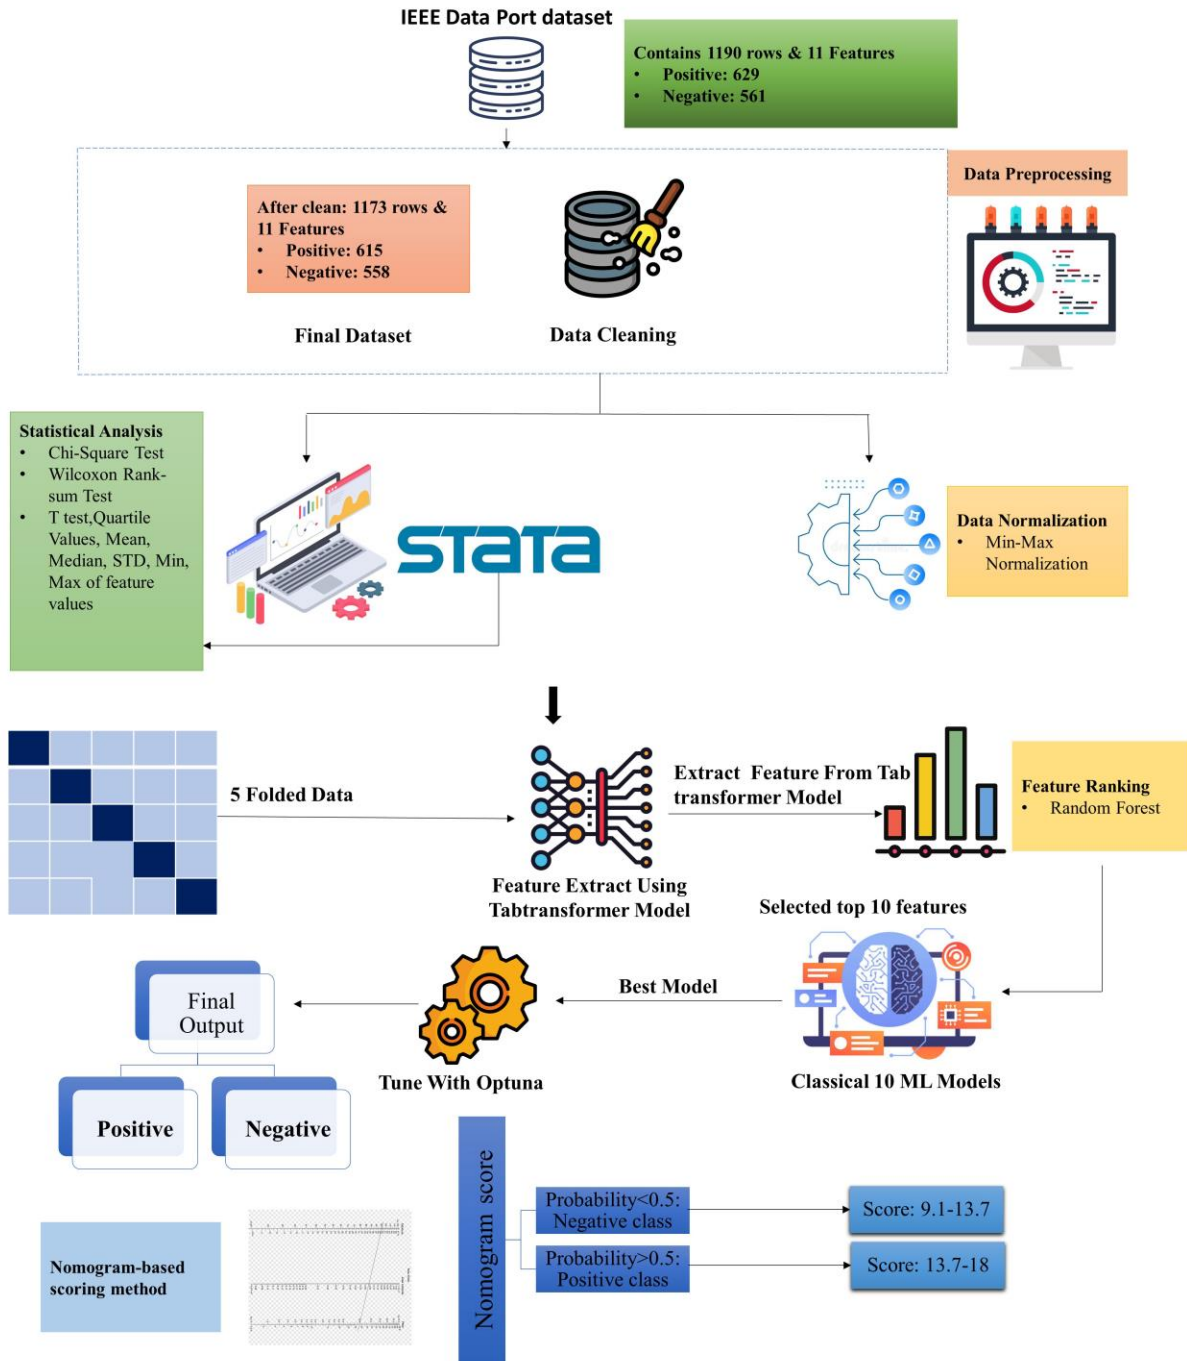 IEEE Data Port dataset
Contains 1190 rows & 11 Features
• Positive: 629
• Negative: 561
Data Preprocessing
After clean: 1173 rows &
11 Features
• Positive: 615
• Negative: 558
Final Dataset
Data Cleaning
Statistical Analysis
• Chi-Square Test
• Wilcoxon Rank-
sum Test
• T test,Quartile
Values, Mean,
Median, STD, Min,
Max of feature
values
STATA
Data Normalization
• Min-Max
Normalization
5 Folded Data
Feature Extract Using
Tabtransformer Model
Extract Feature From Tab
transformer Model
Feature Ranking
• Random Forest
Selected top 10 features
Classical 10 ML Models
Best Model
Tune With Optuna
Final
Output
Positive
Negative
Nomogram-based
scoring method
Nomogram score
Probability<0.5:
Negative class
Score: 9.1-13.7
Probability>0.5:
Positive class
Score: 13.7-18